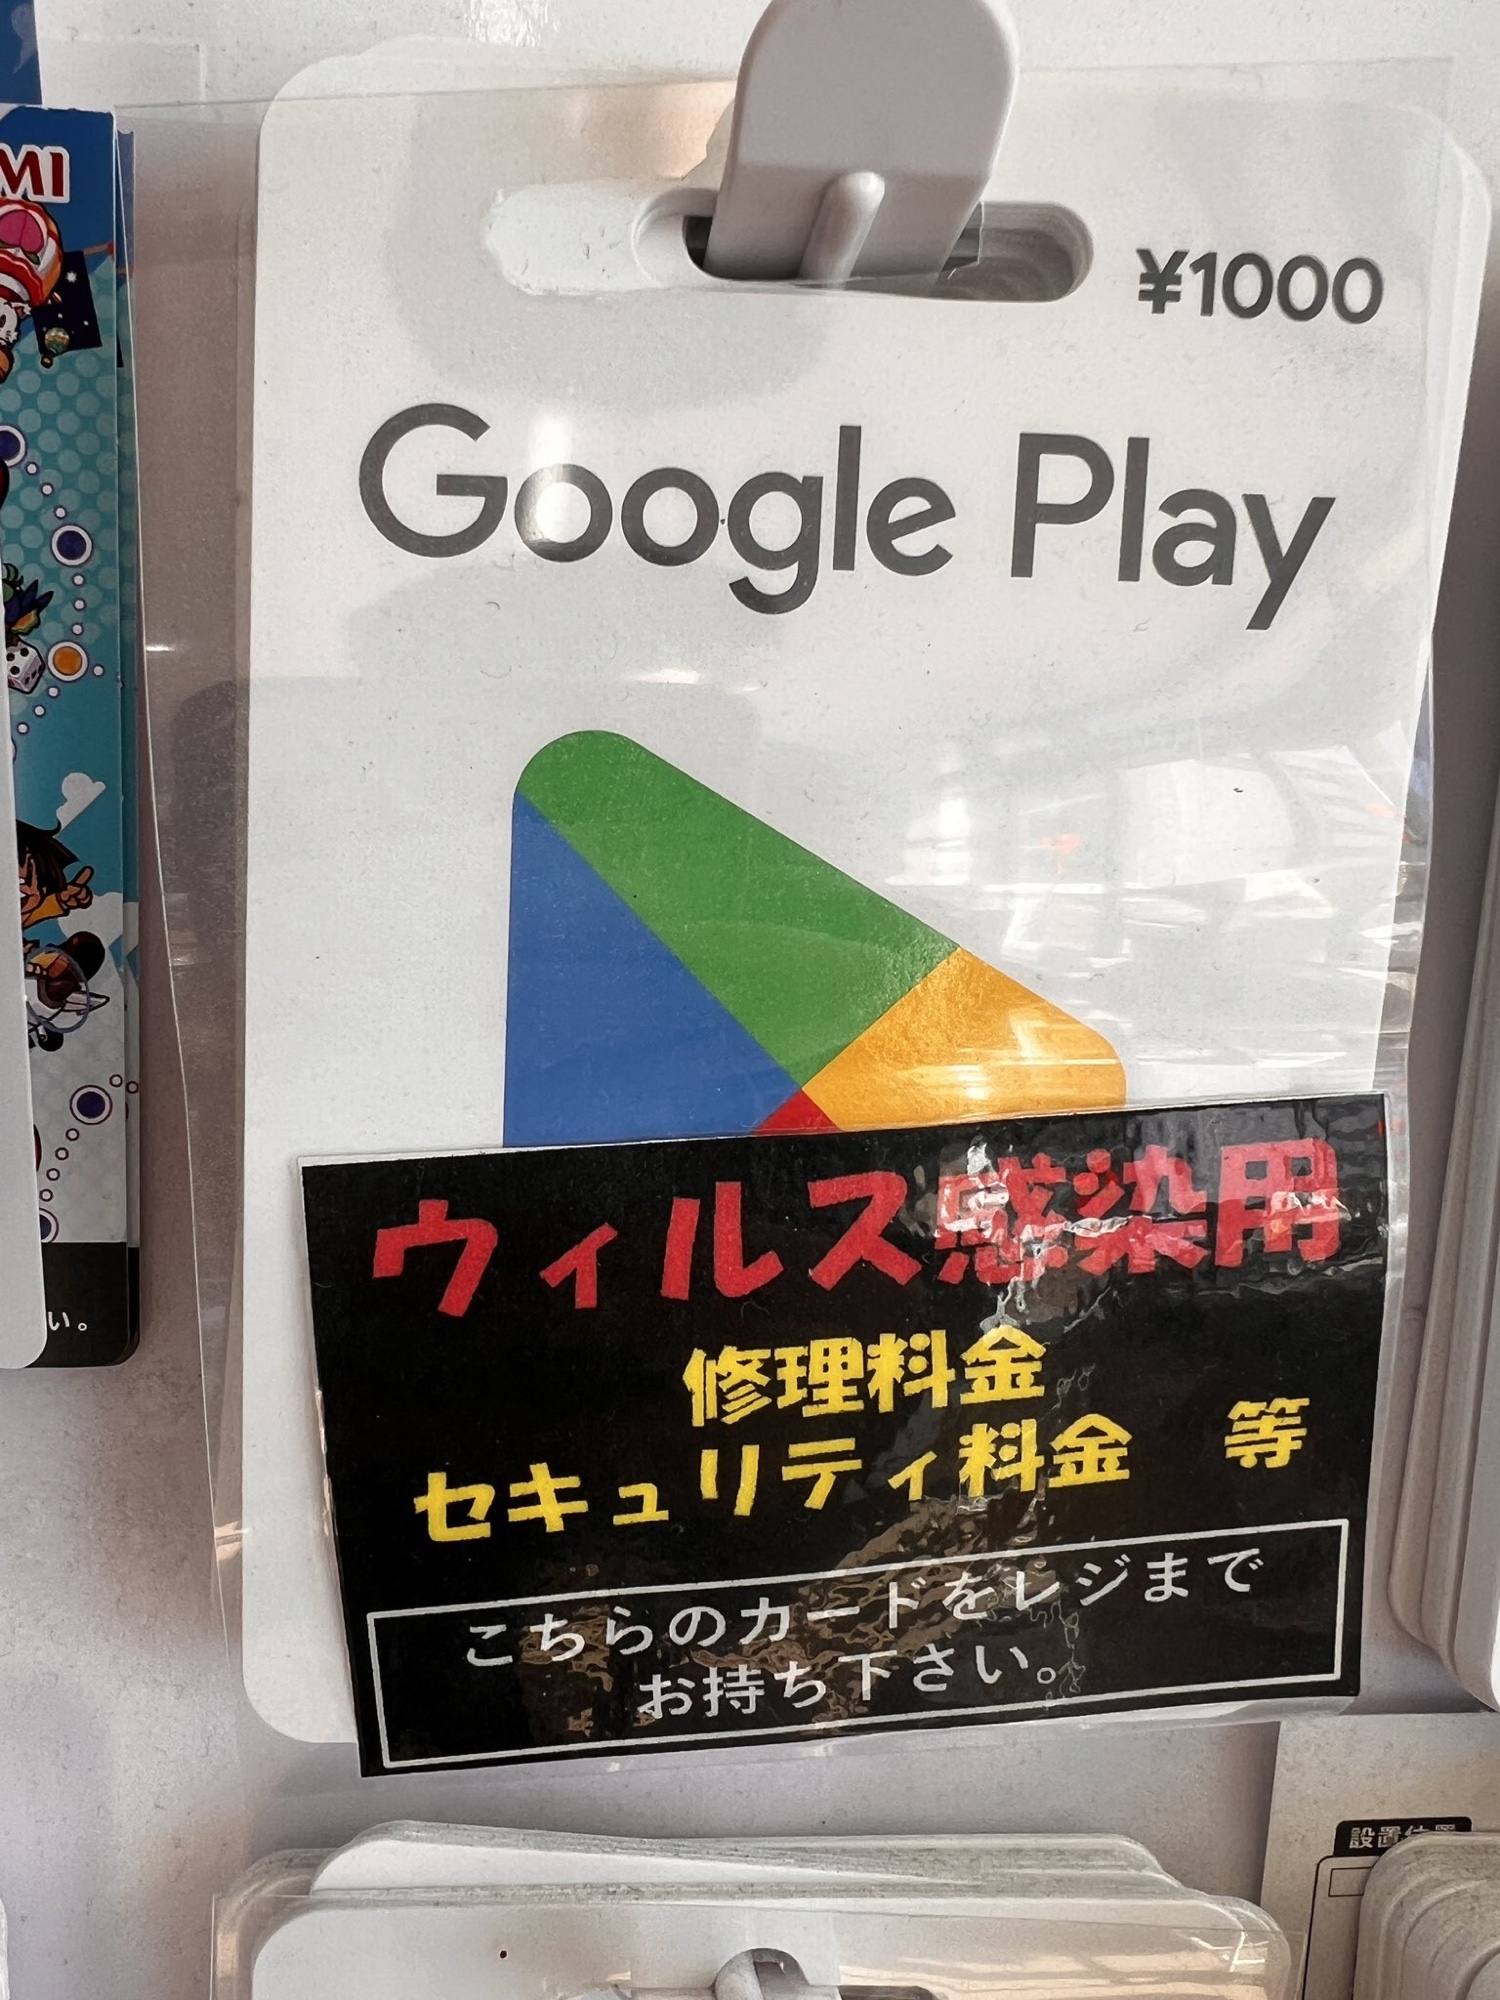 MI
¥1000
Google Play
ウィルス感染用
修理料金
セキュリティ料金 等
こちらのカードをレジまで
お持ち下さい。
い。